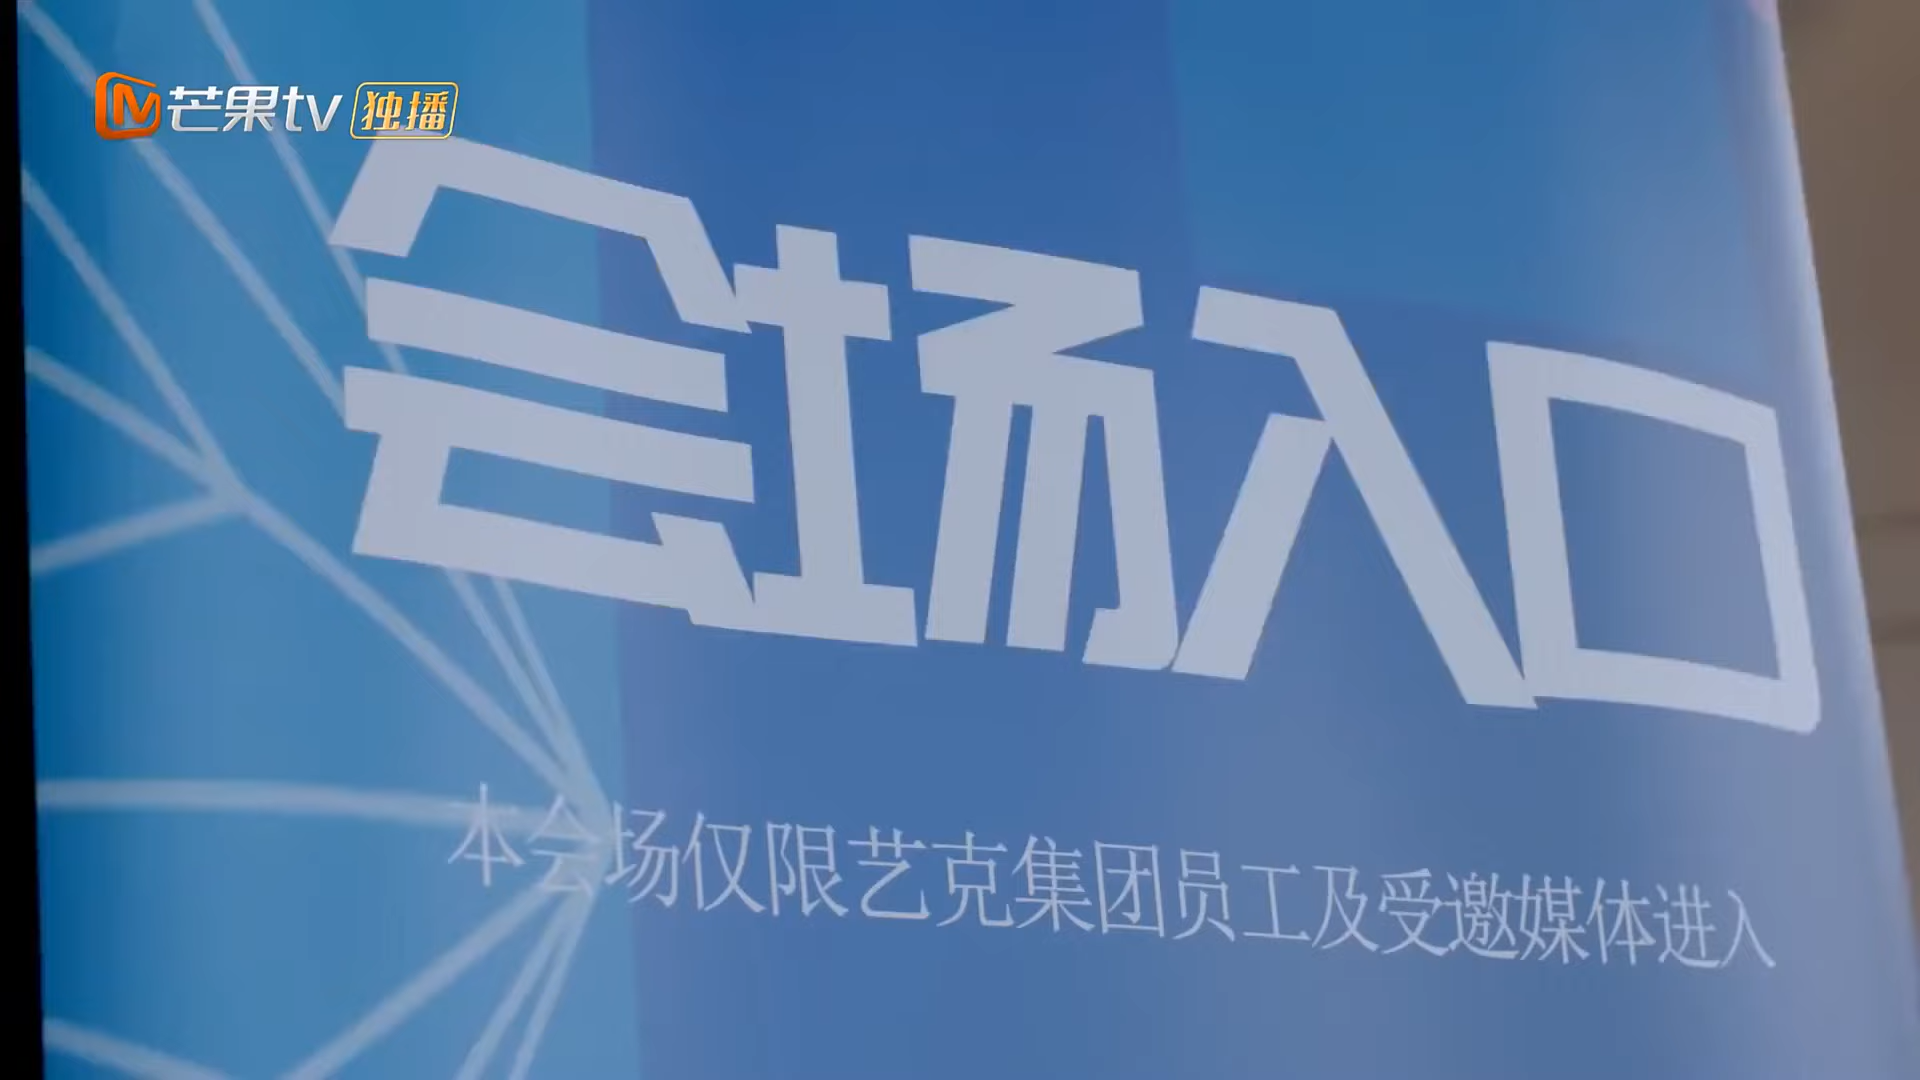 芒果tv 独播
会场入口
本会场仅限艺克集团员工及受邀媒体进入